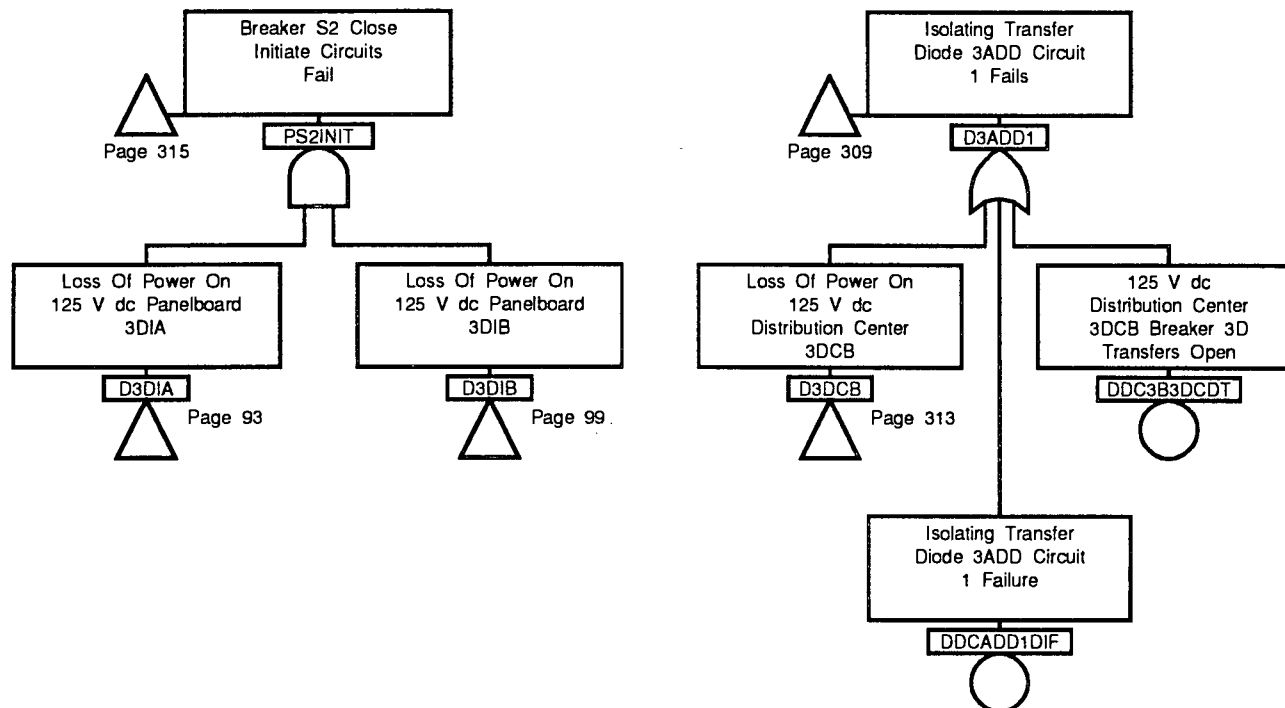 Breaker S2 Close
Initiate Circuits
Fail
Page 315
PS2INIT
Loss Of Power On
125 V dc Panelboard
3DIA
D3DIA
Page 93
Loss Of Power On
125 V dc Panelboard
3DIB
D3DIB
Page 99
Isolating Transfer
Diode 3ADD Circuit
1 Fails
Page 309
D3ADD1
Loss Of Power On
125 V dc
Distribution Center
3DCB
D3DCB
Page 313
125 V dc
Distribution Center
3DCB Breaker 3D
Transfers Open
DDC3B3DCDT
Isolating Transfer
Diode 3ADD Circuit
1 Failure
DDCADD1DIF